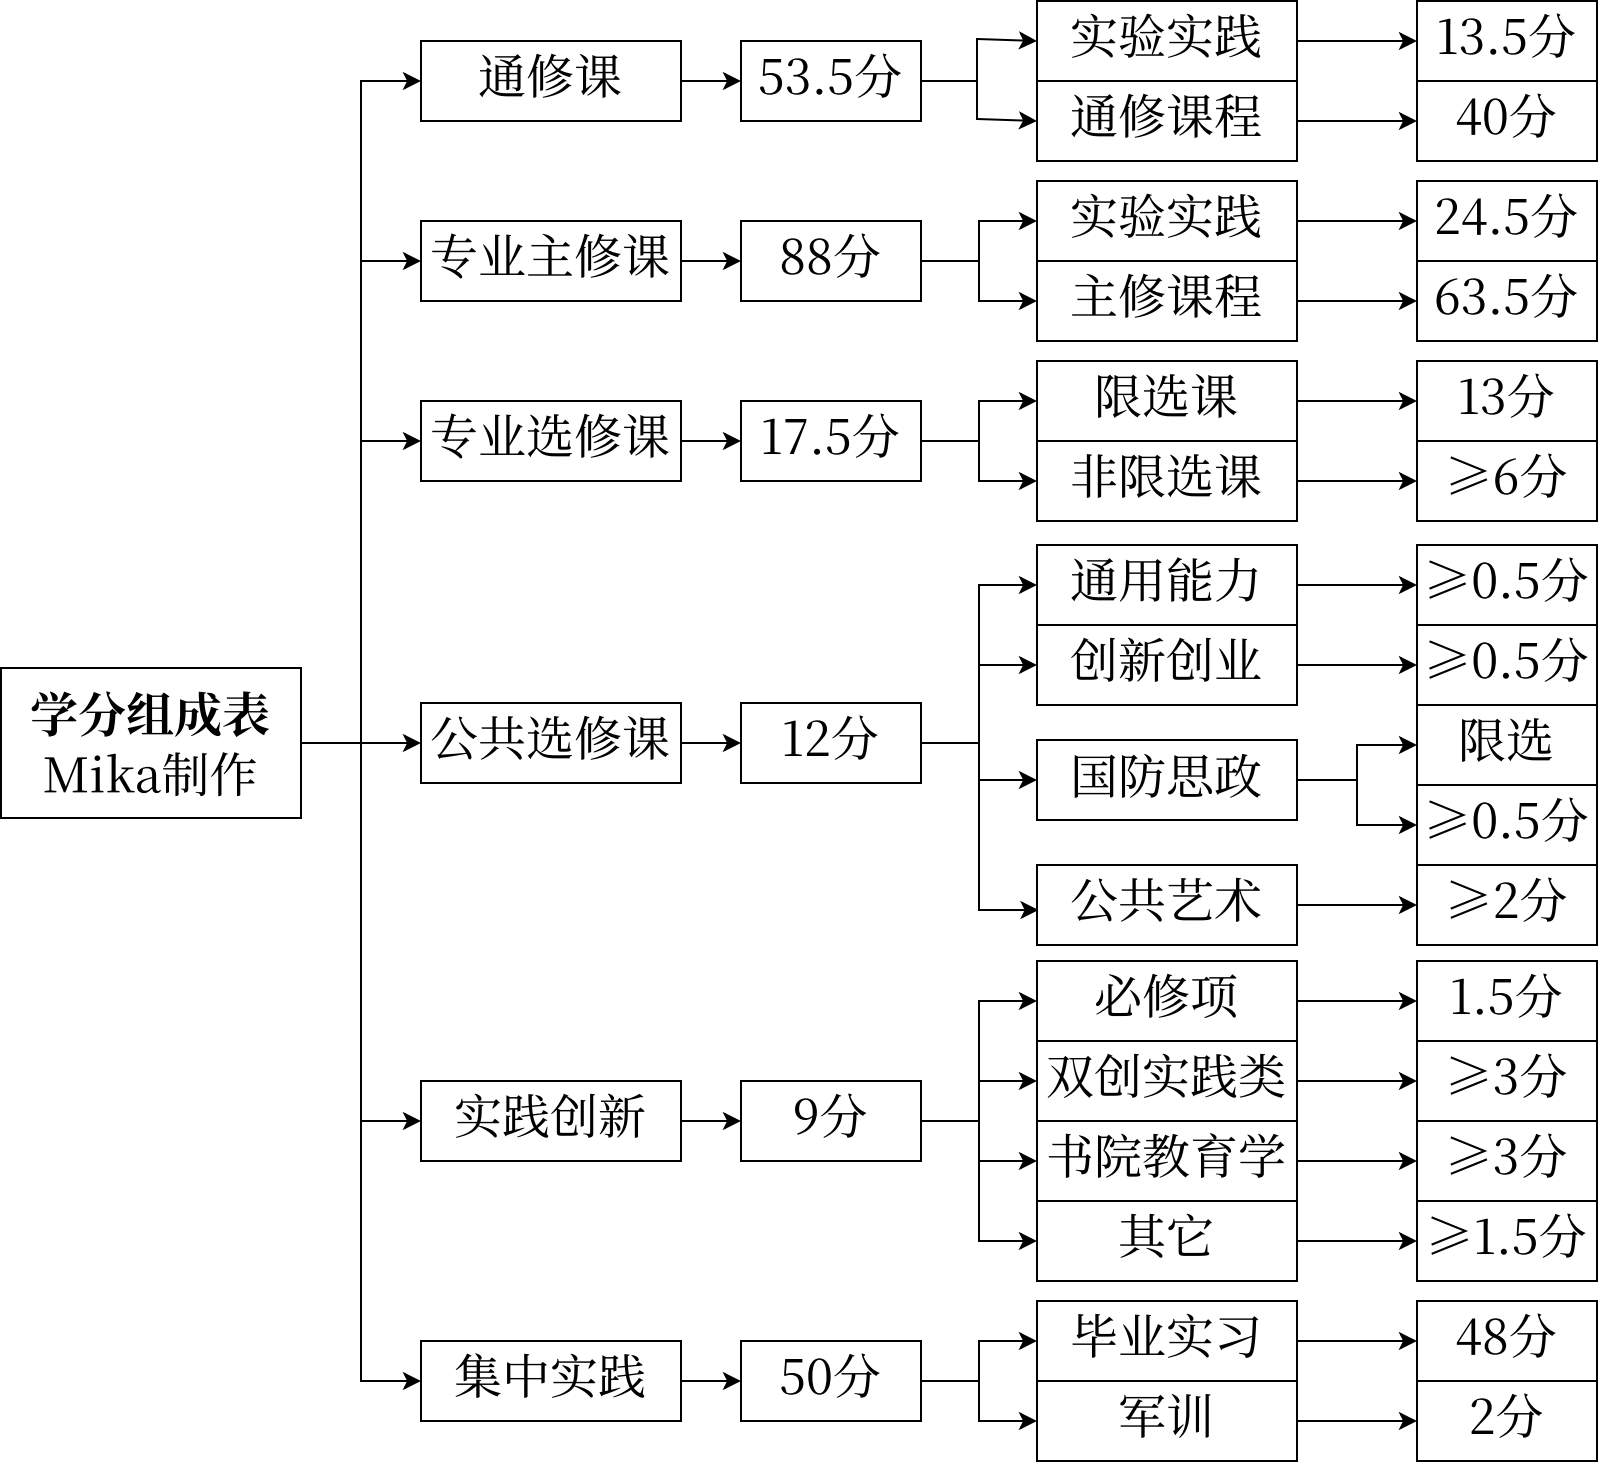 学分组成表
Mika制作
通修课
53.5分
实验实践
13.5分
通修课程
40分
专业主修课
88分
实验实践
24.5分
主修课程
63.5分
专业选修课
17.5分
限选课
13分
非限选课
≥6分
公共选修课
12分
通用能力
≥0.5分
创新创业
≥0.5分
国防思政
限选
≥0.5分
公共艺术
≥2分
实践创新
9分
必修项
1.5分
双创实践类
≥3分
书院教育学
≥3分
其它
≥1.5分
集中实践
50分
毕业实习
48分
军训
2分